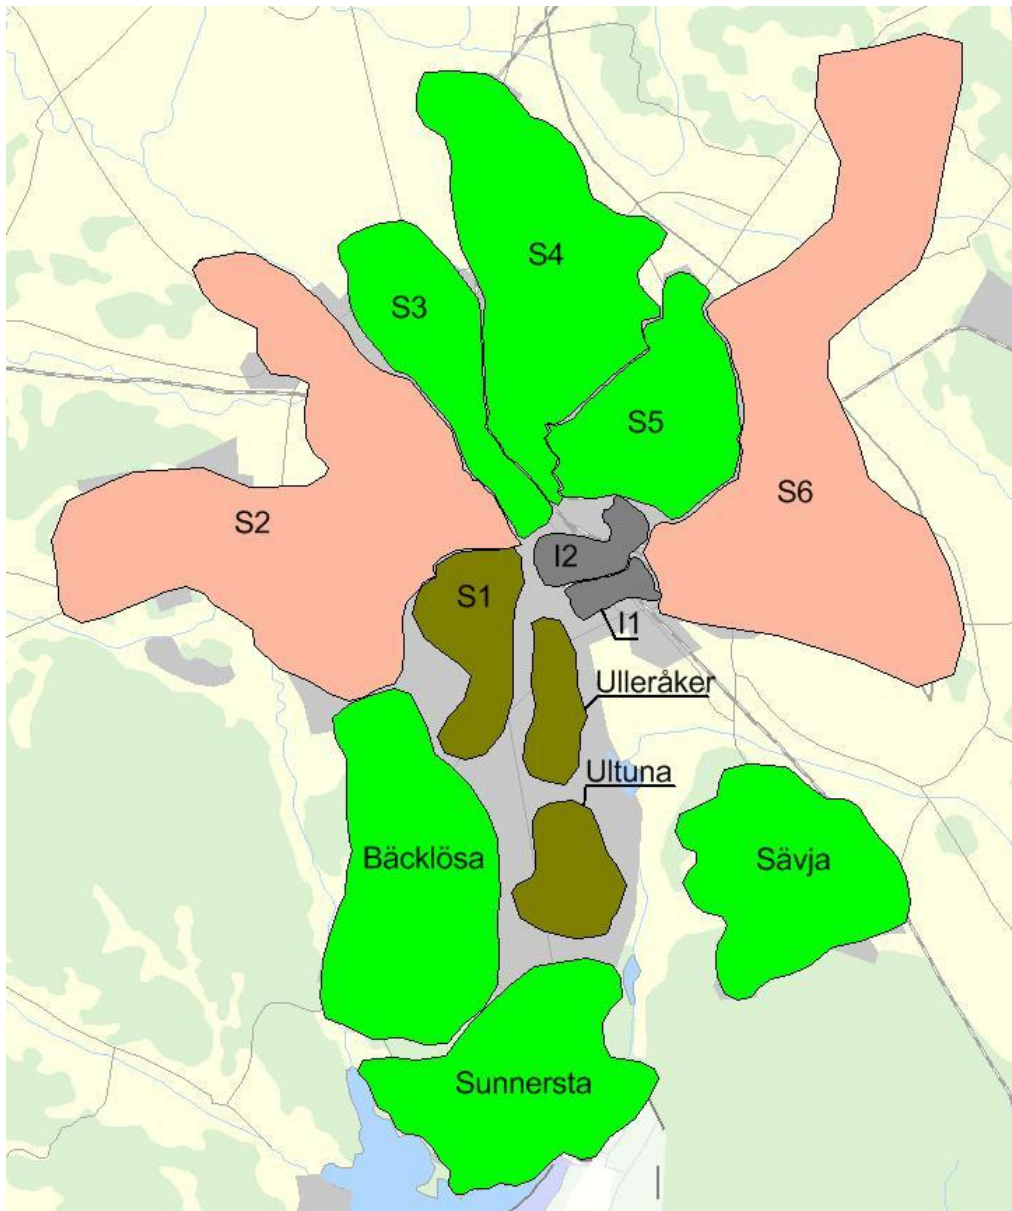 S4
S3
S5
S6
S2
I2
S1
I1
Ulleråker
Ultuna
Bäcklösa
Sävja
Sunnersta